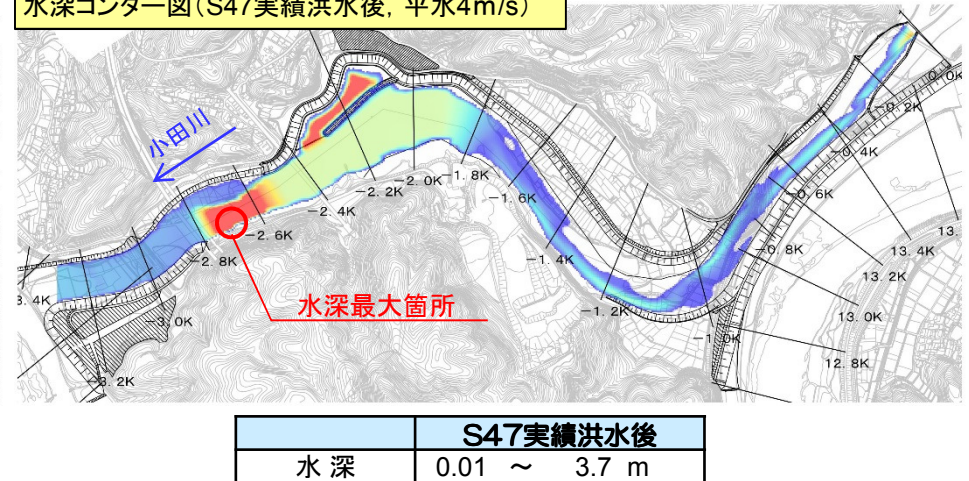 水深コンター図(S47実績洪水後, 平水4m/s)
小田川
0.0K
-0.2K
-0.4K
-0.6K
-0.8K
-1.0K
-1.2K
-1.4K
-1.6K
-1.8K
-2.0K
-2.2K
-2.4K
-2.6K
-2.8K
-3.0K
-3.2K
3.4K
13.
13.4K
13.2K
13.0K
12.8K
水深最大箇所
S47実績洪水後
水 深 0.01 ～ 3.7 m